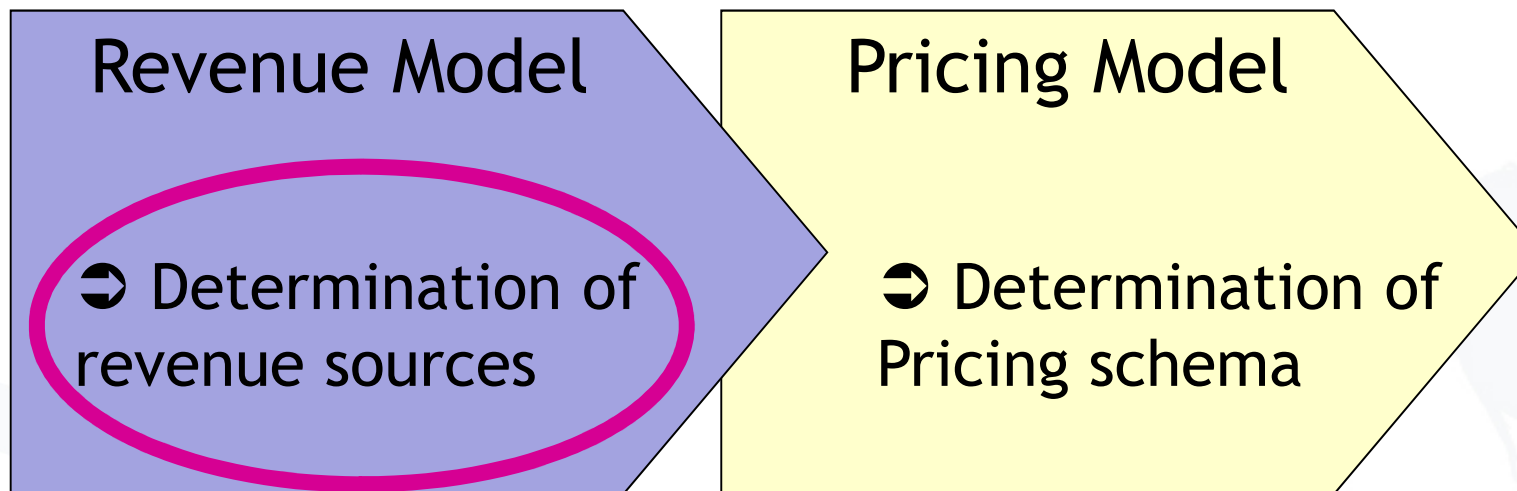 Revenue Model
➲ Determination of
revenue sources
Pricing Model
➲ Determination of
Pricing schema